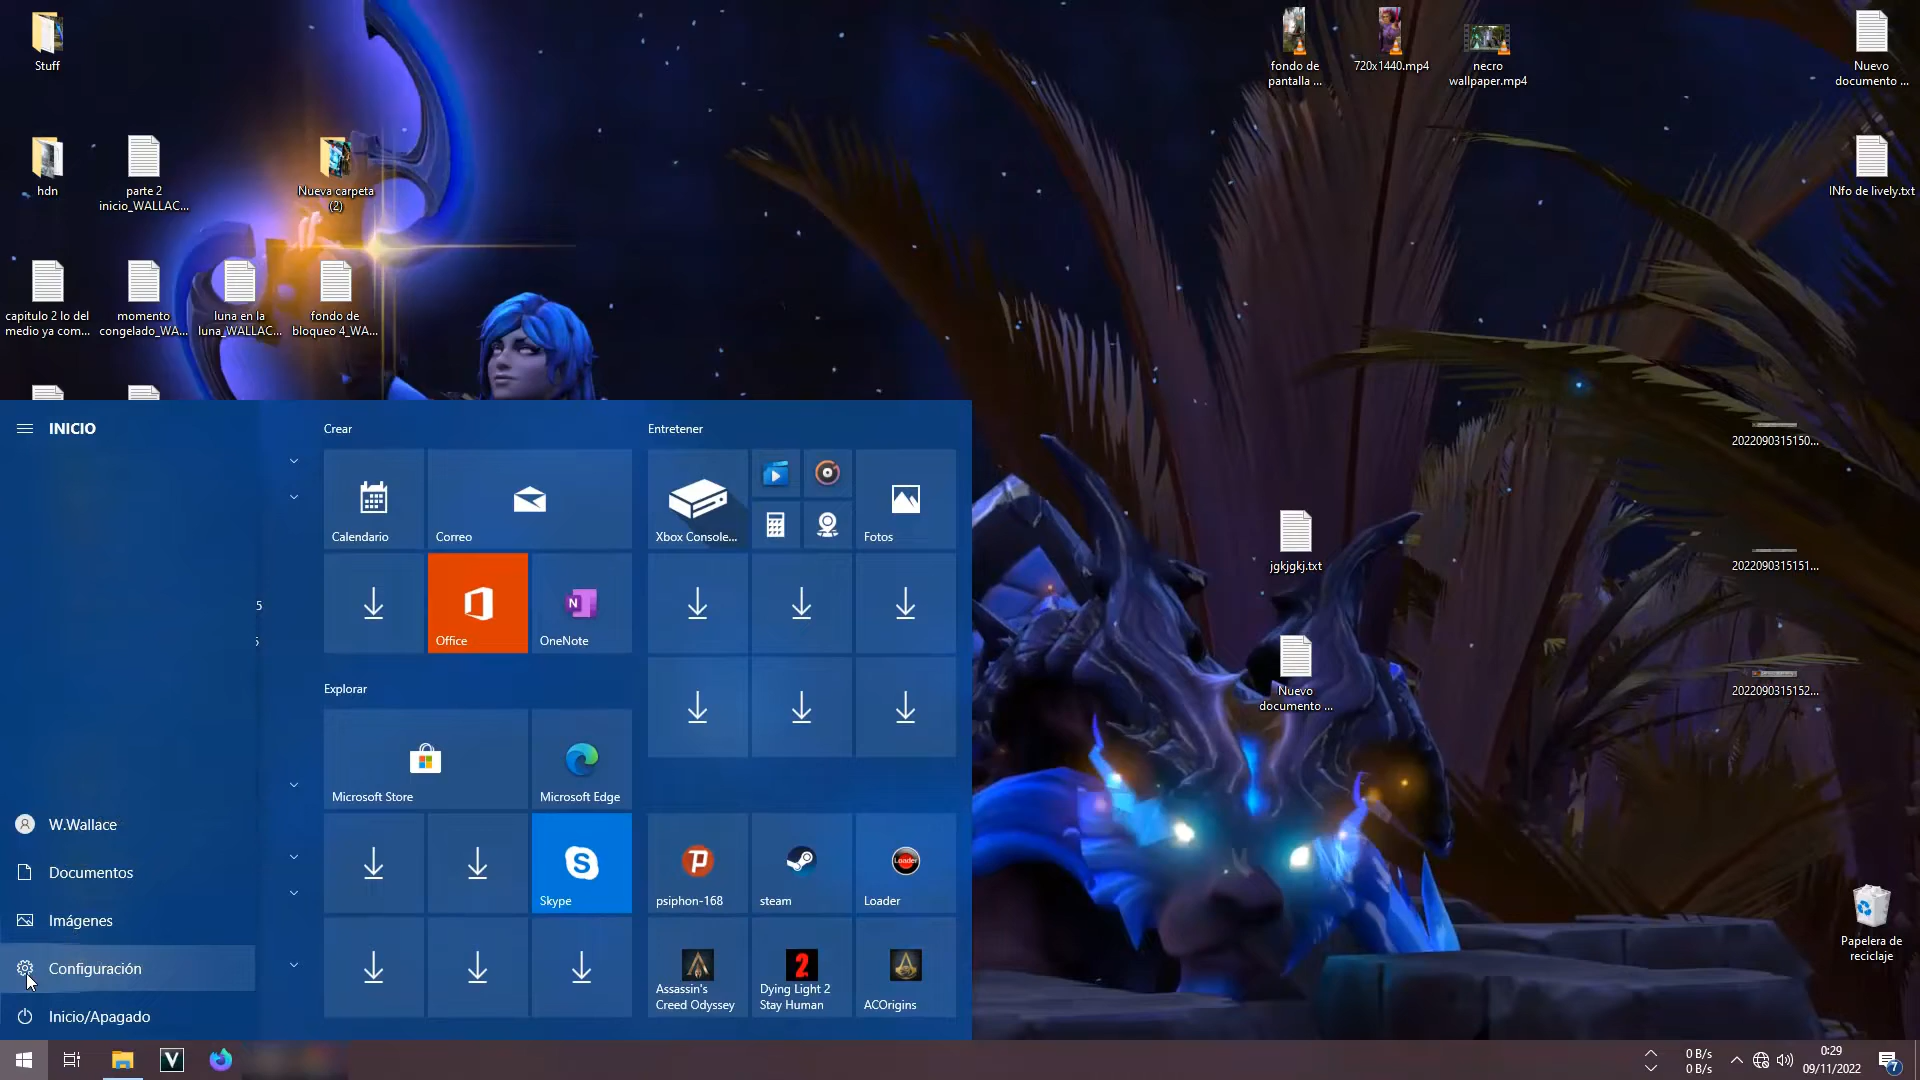 Stuff
fondo de
pantalla ...
720x1440.mp4
necro
wallpaper.mp4
Nuevo
documento ...
hdn
parte 2
inicio_WALLAC...
Nueva carpeta
(2)
INfo de lively.txt
capitulo 2 lo del
medio ya com...
momento
congelado_WA...
luna en la
luna_WALLAC...
fondo de
bloqueo 4_WA...
INICIO
Crear
Entretener
Calendario
Correo
Xbox Console...
Fotos
5
Office
OneNote
N
Explorar
Microsoft Store
Microsoft Edge
W.Wallace
Documentos
Imágenes
Configuración
Inicio/Apagado
Skype
psiphon-168
steam
Loader
Loader
Assassin's
Creed Odyssey
2
Dying Light 2
Stay Human
ACOrigins
jgkjgkj.txt
Nuevo
documento ...
2022090315150...
2022090315151...
2022090315152...
Papelera de
reciclaje
V
0 B/s
0 B/s
0:29
09/11/2022
7